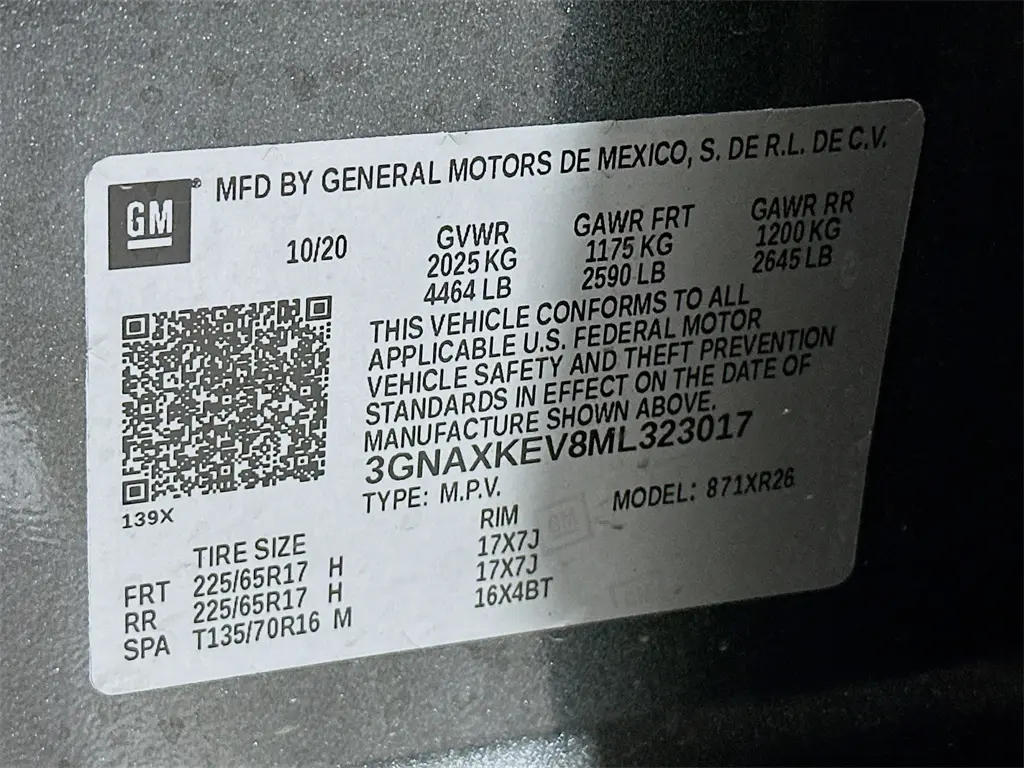 GM
MFD BY GENERAL MOTORS DE MEXICO, S. DE R.L. DE C.V.
10/20
GVWR
2025 KG
4464 LB
GAWR FRT
1175 KG
2590 LB
GAWR RR
1200 KG
2645 LB
THIS VEHICLE CONFORMS TO ALL
APPLICABLE U.S. FEDERAL MOTOR
VEHICLE SAFETY AND THEFT PREVENTION
STANDARDS IN EFFECT ON THE DATE OF
MANUFACTURE SHOWN ABOVE.
3GNAXKEV8ML323017
TYPE: M.P.V. MODEL: 871XR26
139X
TIRE SIZE RIM
FRT 225/65R17 H 17X7J
RR 225/65R17 H 17X7J
SPA T135/70R16 M 16X4BT
GM